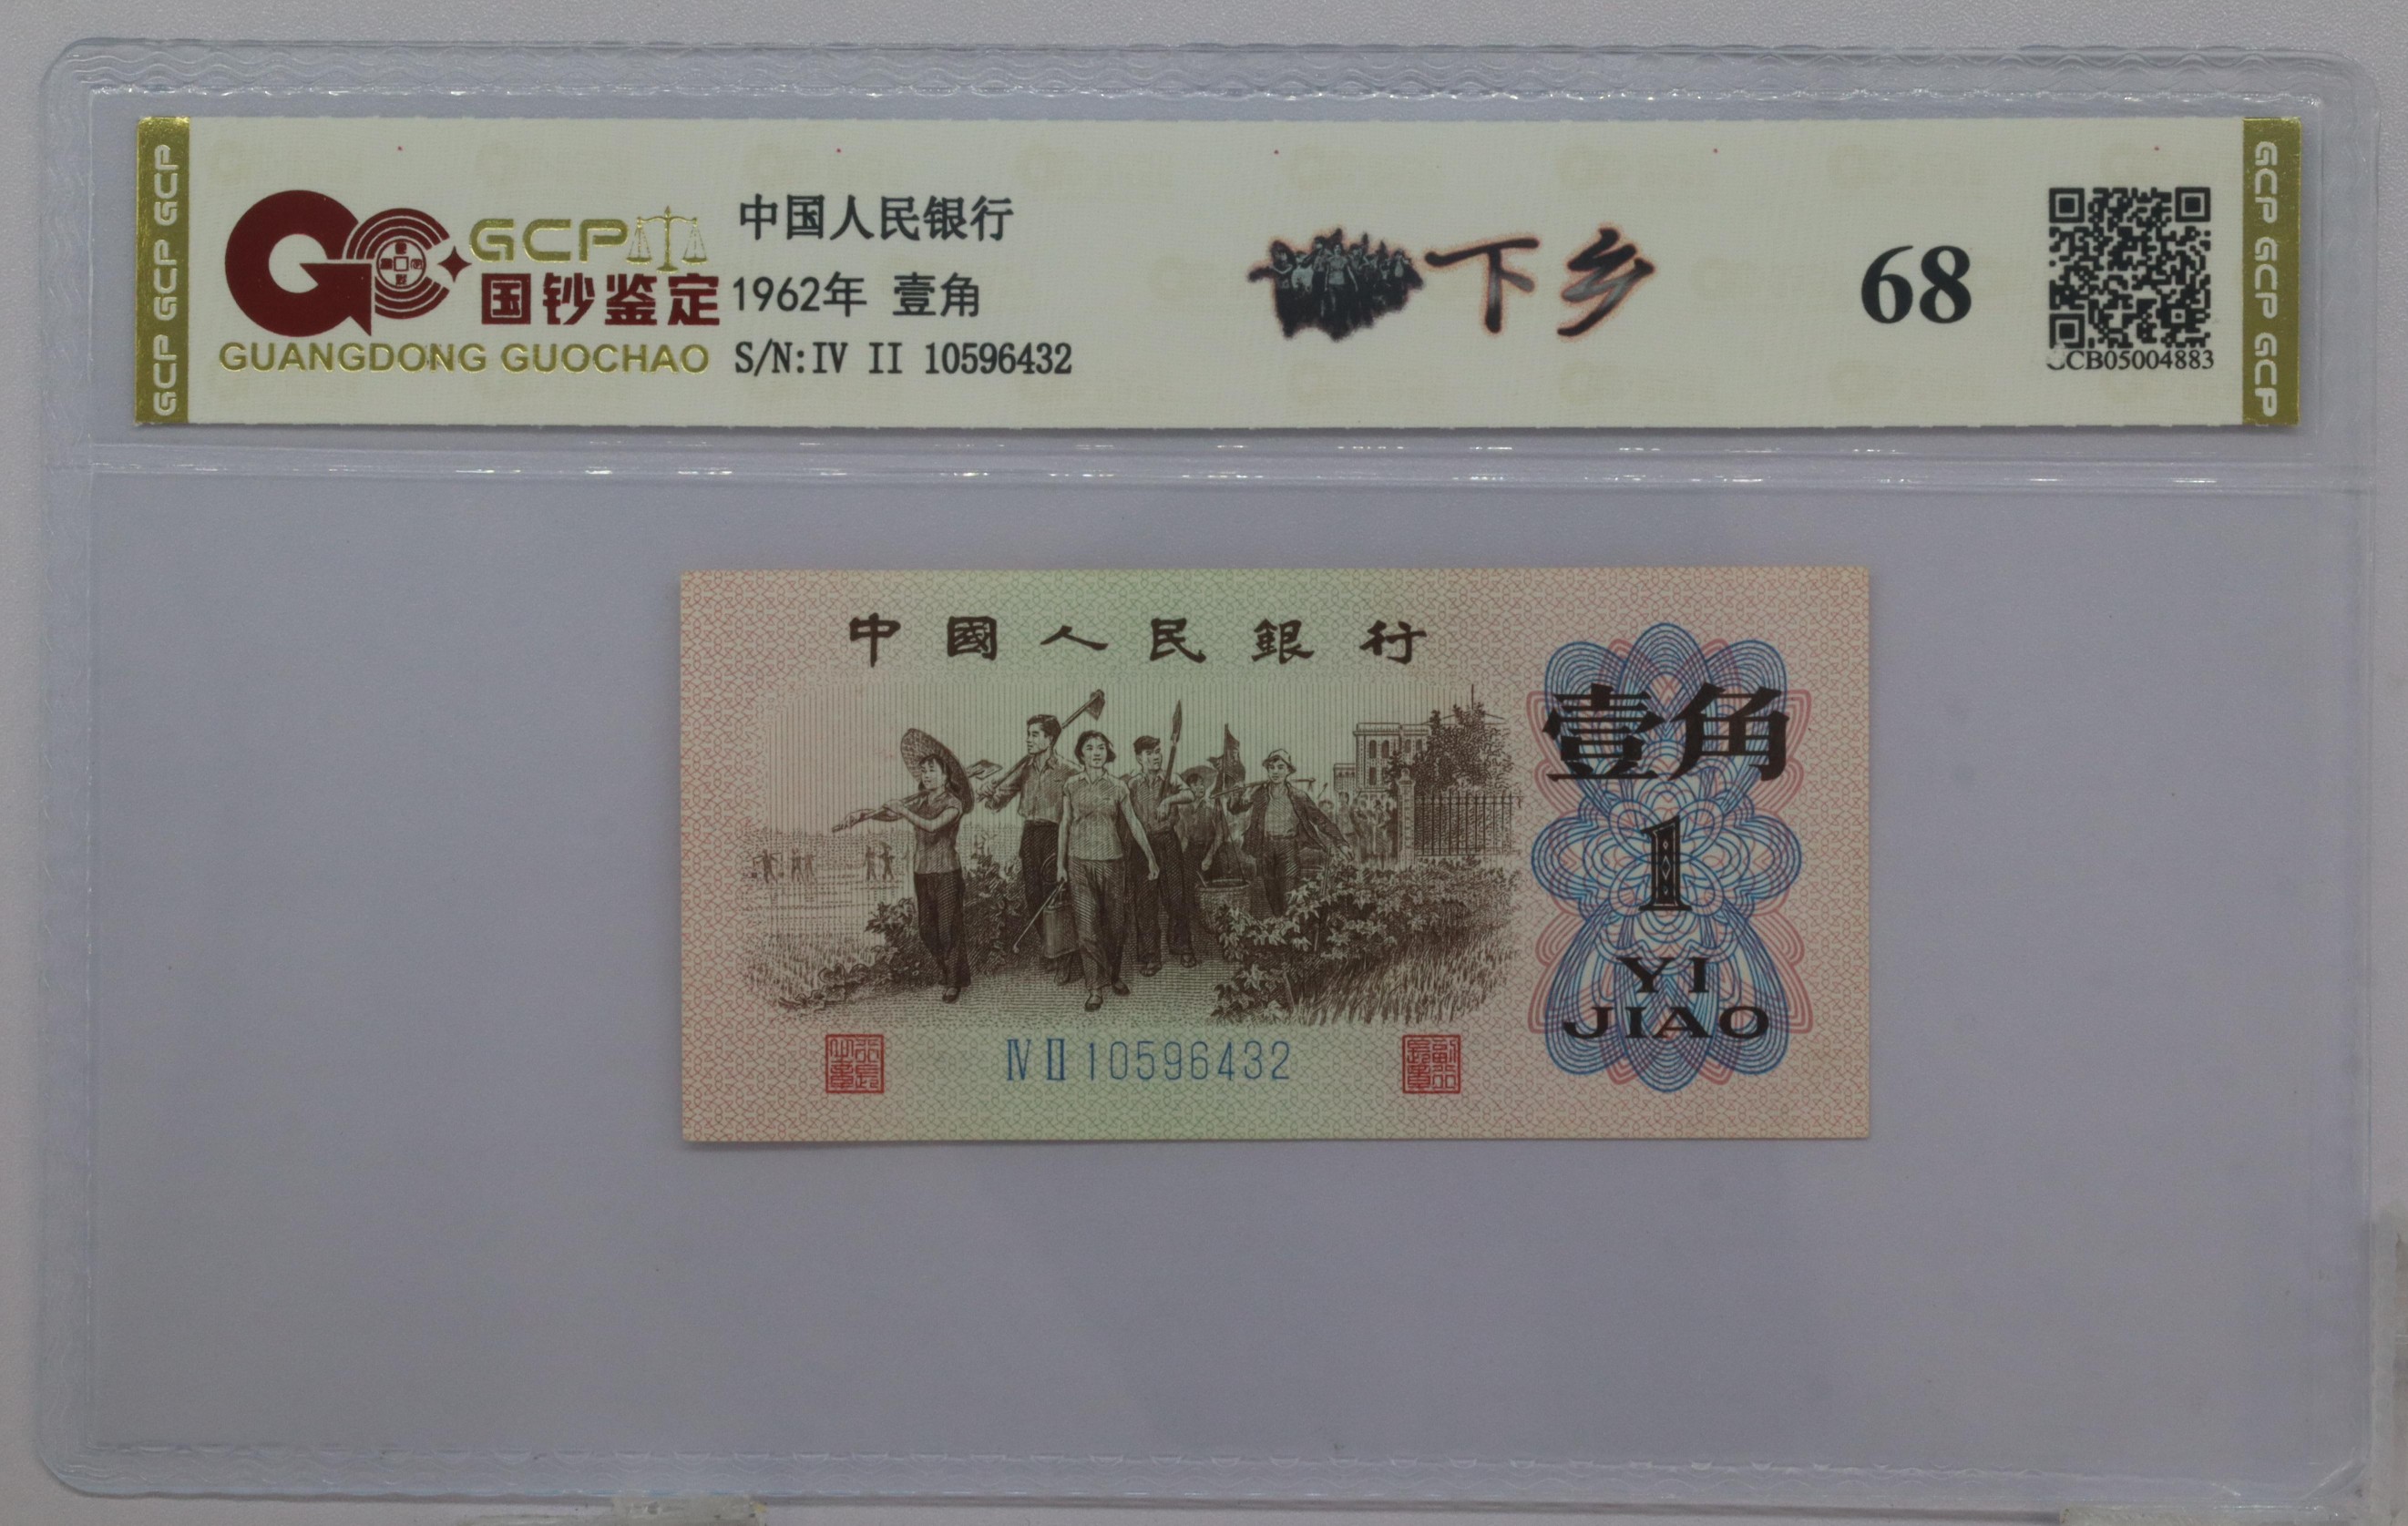 GCP GCP GCP
GCP
国钞鉴定
GUANGDONG GUOCHAO
中国人民银行
1962年 壹角
S/N:IV II 10596432
下乡
68
CB05004883
GCP GCP GCP
中國人民銀行
壹角
1
YI
JIAO
Ⅳ Ⅱ 10596432